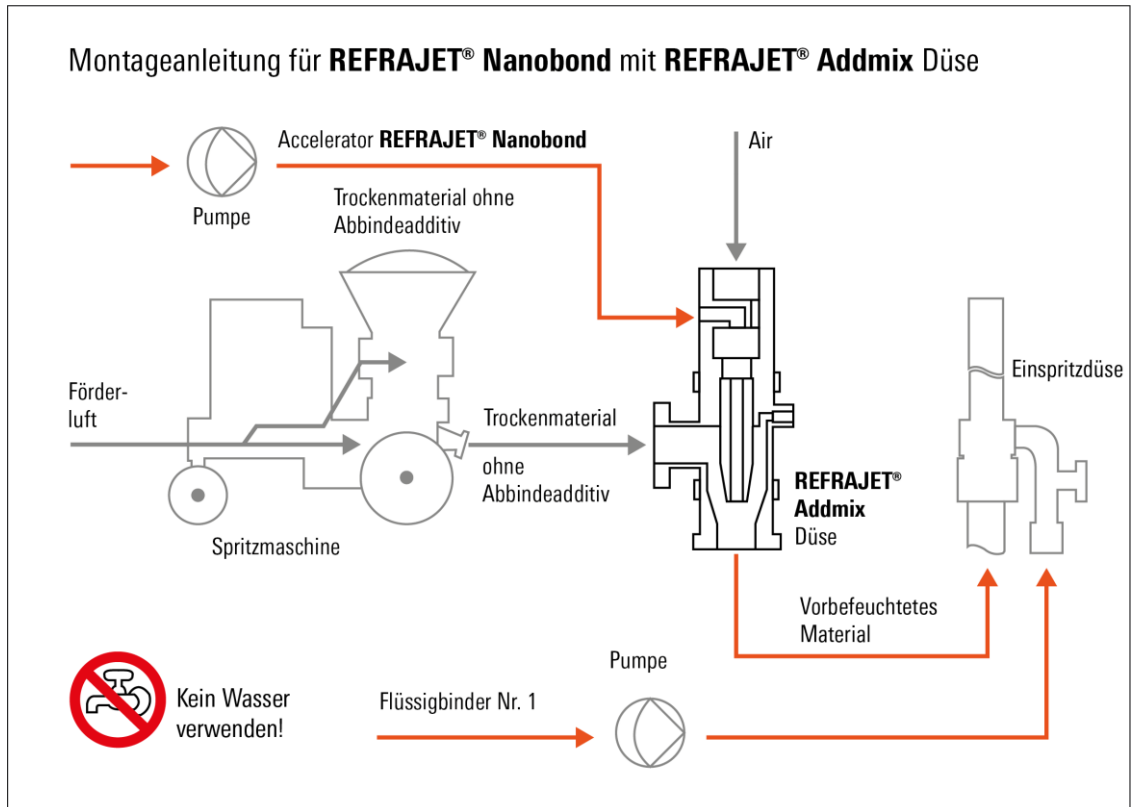 Montageanleitung für REFRAJET® Nanobond mit REFRAJET® Addmix Düse
Accelerator REFRAJET® Nanobond
Air
Pumpe
Trockenmaterial ohne
Abbindeadditiv
Förder-
luft
Trockenmaterial
ohne
Abbindeadditiv
Einspritzdüse
REFRAJET®
Addmix
Düse
Spritzmaschine
Vorbefeuchtetes
Material
Pumpe
Kein Wasser
verwenden!
Flüssigbinder Nr. 1